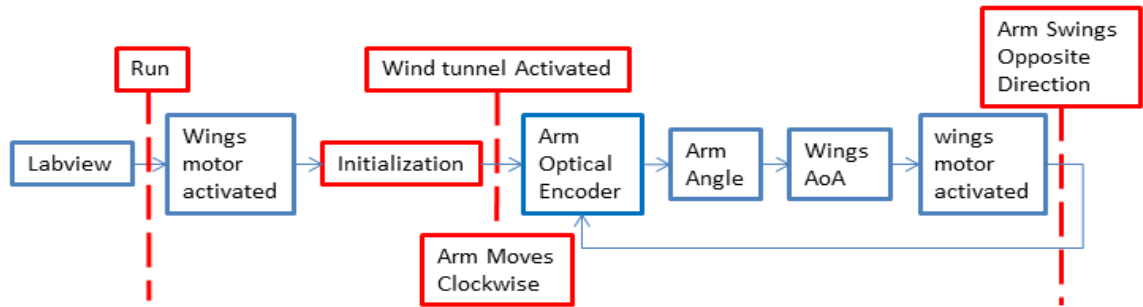 Run
Wind tunnel Activated
Arm Swings
Opposite
Direction
Labview
Wings
motor
activated
Initialization
Arm
Optical
Encoder
Arm
Angle
Wings
AoA
wings
motor
activated
Arm Moves
Clockwise